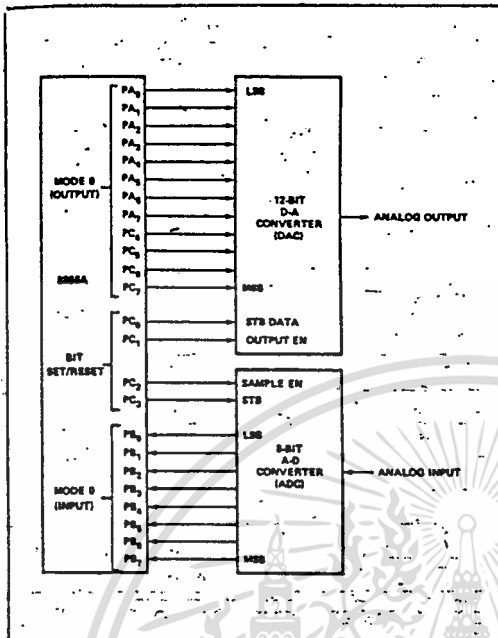 PA0
PA1
PA2
PA3
PA4
PA5
PA6
PA7
PC4
PC5
PC6
PC7
MODE 0
(OUTPUT)
8255A
LSB
MSB
12-BIT
D-A
CONVERTER
(DAC)
ANALOG OUTPUT
BIT
SET/RESET
PC0
PC1
PC2
PC3
STB DATA
OUTPUT EN
SAMPLE EN
STB
MODE 0
(INPUT)
PB0
PB1
PB2
PB3
PB4
PB5
PB6
PB7
LSB
MSB
8-BIT
A-D
CONVERTER
(ADC)
ANALOG INPUT